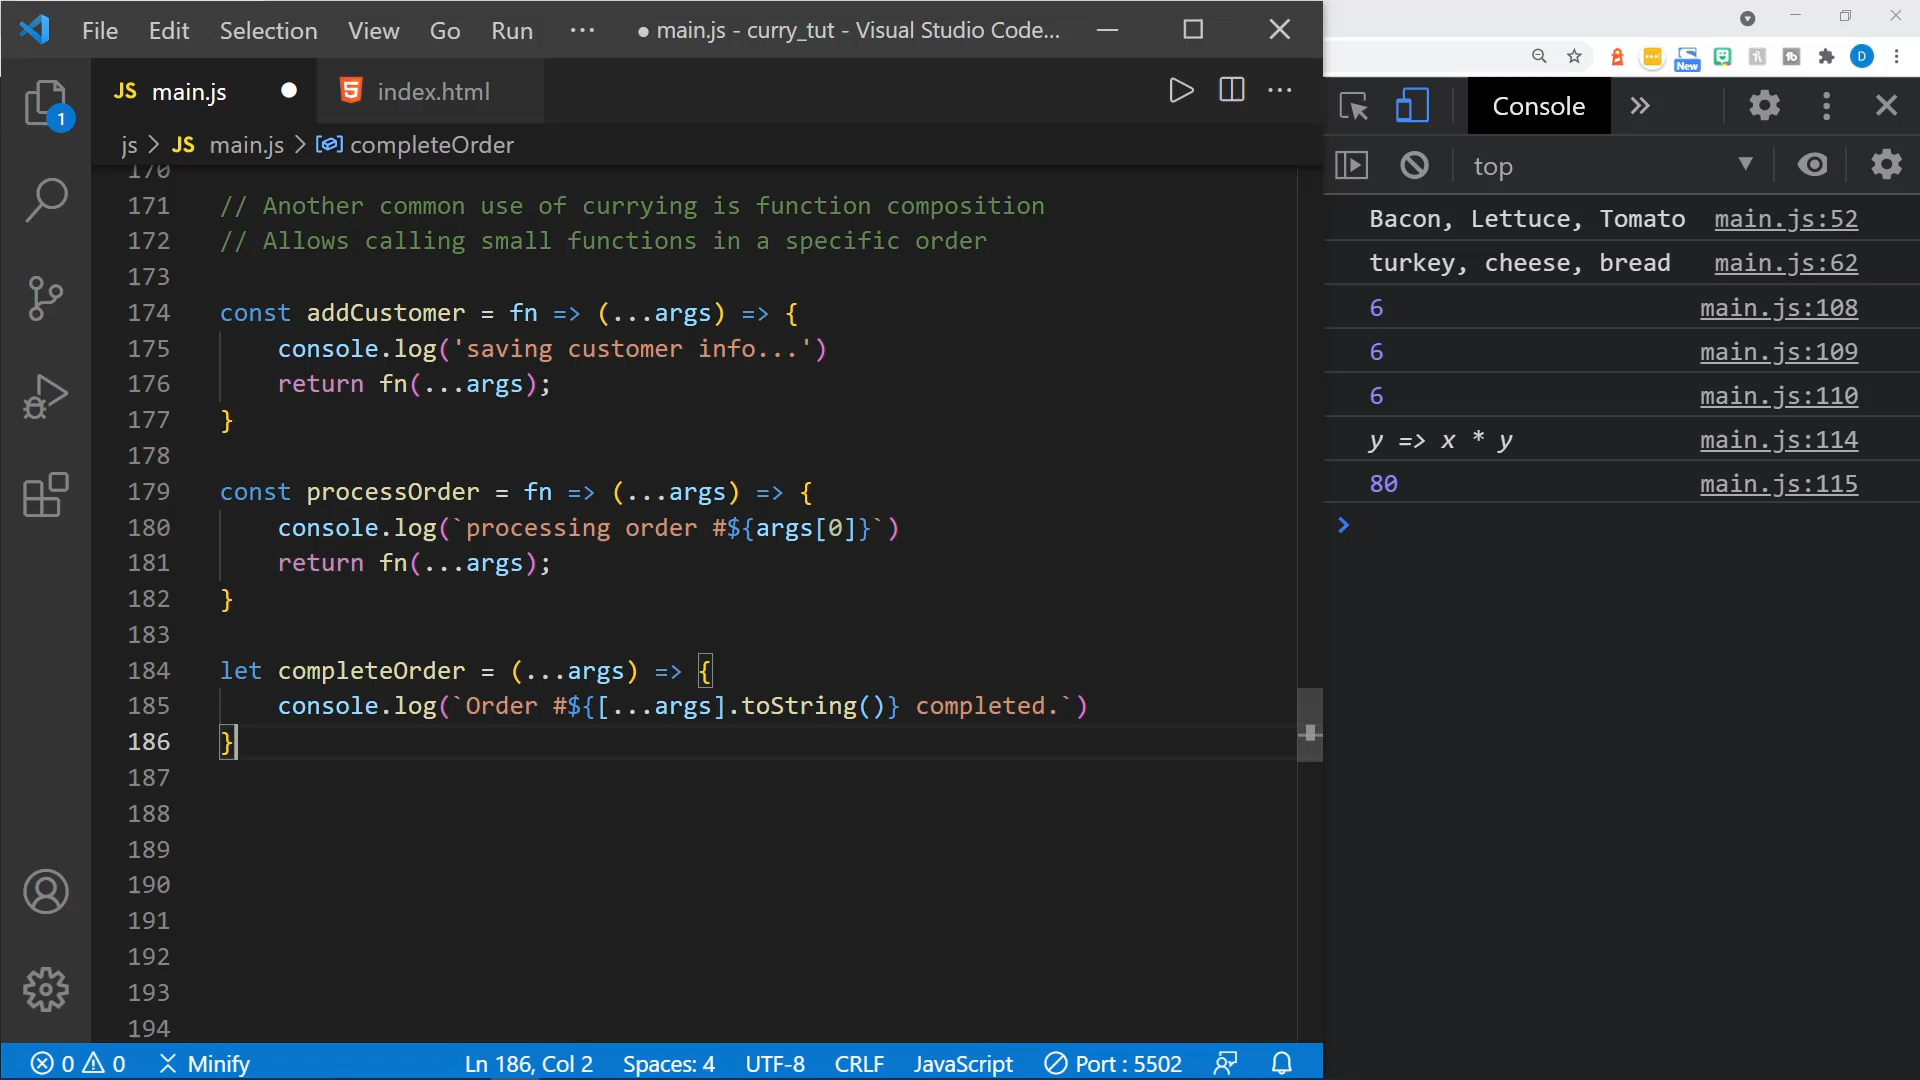 File Edit Selection View Go Run ··· ● main.js - curry_tut - Visual Studio Code...
1
JS main.js ● index.html
js > JS main.js > completeOrder
170
171 // Another common use of currying is function composition
172 // Allows calling small functions in a specific order
173
174 const addCustomer = fn => (...args) => {
175 console.log('saving customer info...')
176 return fn(...args);
177 }
178
179 const processOrder = fn => (...args) => {
180 console.log(`processing order #${args[0]}`)
181 return fn(...args);
182 }
183
184 let completeOrder = (...args) => {
185 console.log(`Order #${[...args].toString()} completed.`)
186 }
187
188
189
190
191
192
193
194
0 0 Minify Ln 186, Col 2 Spaces: 4 UTF-8 CRLF JavaScript Port : 5502
New D
Console »
top
Bacon, Lettuce, Tomato main.js:52
turkey, cheese, bread main.js:62
6 main.js:108
6 main.js:109
6 main.js:110
y => x * y main.js:114
80 main.js:115
>